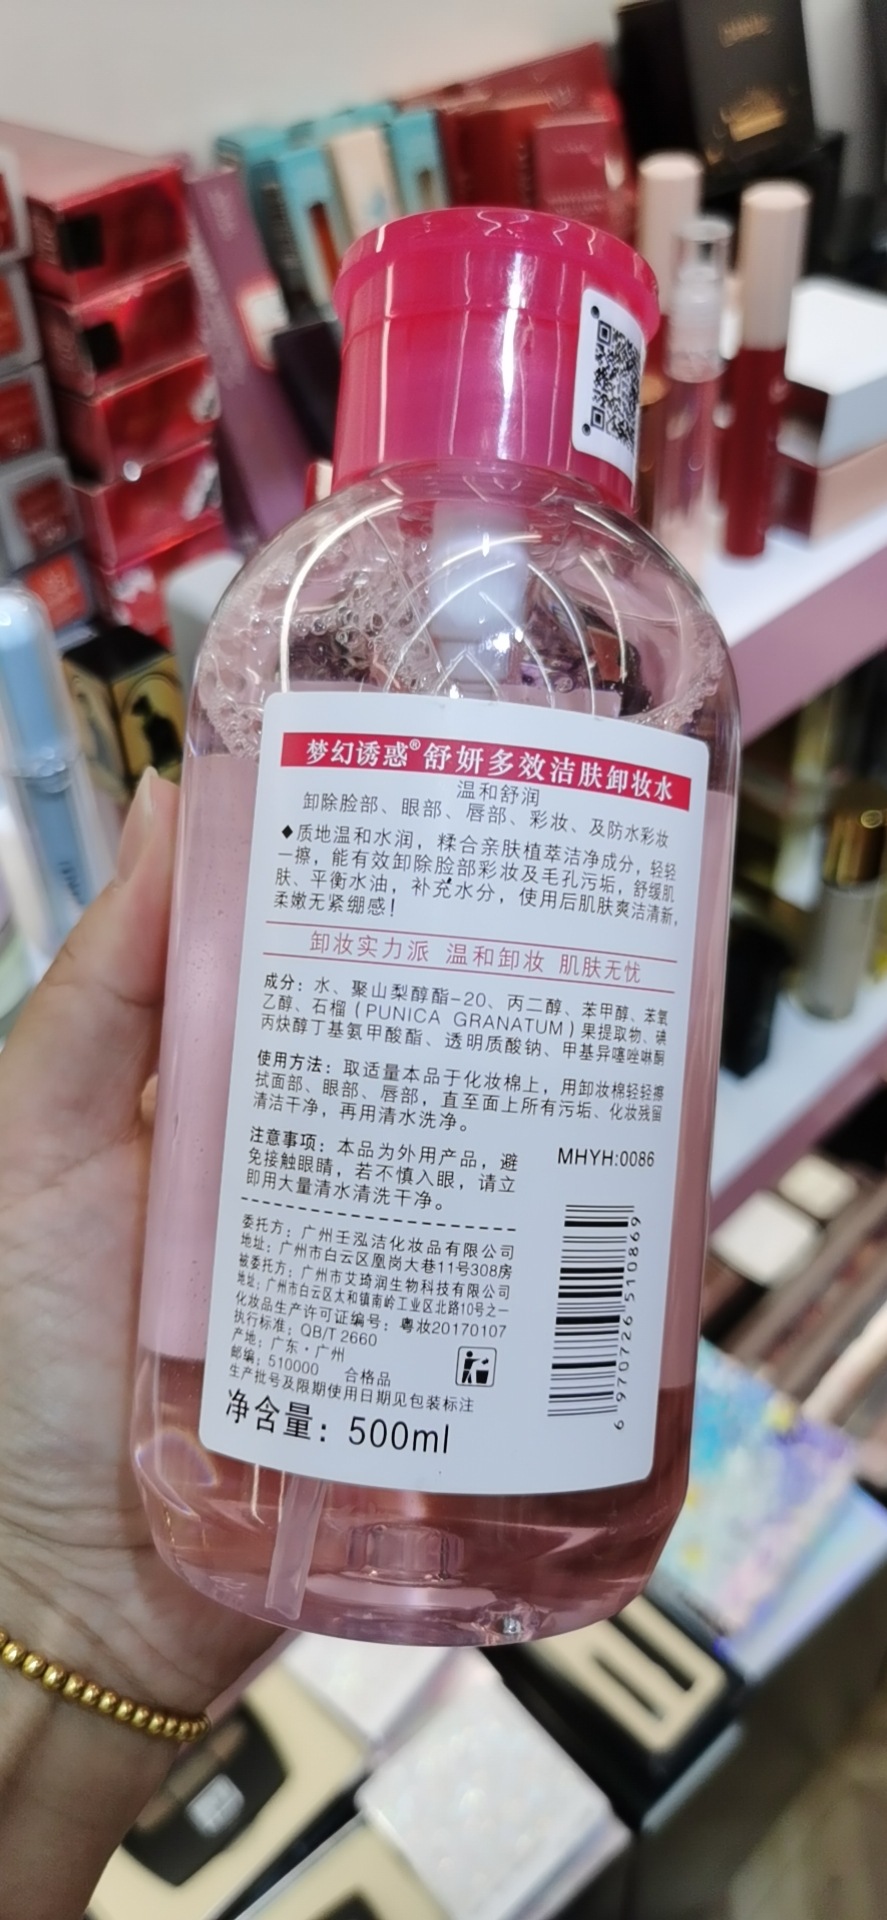 梦幻诱惑®舒妍多效洁肤卸妆水
温和舒润
卸除脸部、眼部、唇部、彩妆、及防水彩妆
◆质地温和水润，糅合亲肤植萃洁净成分，轻轻
一擦，能有效卸除脸部彩妆及毛孔污垢，舒缓肌
肤、平衡水油，补充水分，使用后肌肤爽洁清新，
柔嫩无紧绷感！
卸妆实力派 温和卸妆 肌肤无忧
成分：水、聚山梨醇酯-20、丙二醇、苯甲醇、苯氧
乙醇、石榴（PUNICA GRANATUM）果提取物、碘
丙炔醇丁基氨甲酸酯、透明质酸钠、甲基异噻唑啉酮
使用方法：取适量本品于化妆棉上，用卸妆棉轻轻擦
拭面部、眼部、唇部，直至面上所有污垢、化妆残留
清洁干净，再用清水洗净。
注意事项：本品为外用产品，避
免接触眼睛，若不慎入眼，请立
即用大量清水清洗干净。
MHYH:0086
委托方：广州壬泓洁化妆品有限公司
地址：广州市白云区凰岗大巷11号308房
被委托方：广州市艾琦润生物科技有限公司
地址：广州市白云区太和镇南岭工业区北路10号之一
化妆品生产许可证编号：粤妆20170107
执行标准：QB/T 2660
产地：广东·广州
邮编：510000 合格品
生产批号及限期使用日期见包装标注
净含量：500ml
6 970726 510869